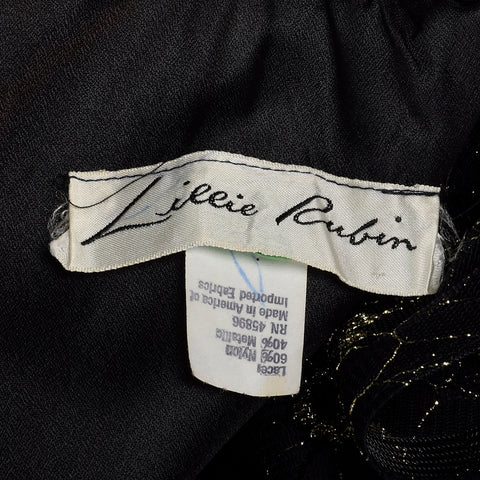 Lillie Rubin
Lace:
60% Nylon
40% Metallic
RN 45896
Made in America of
Imported Fabrics